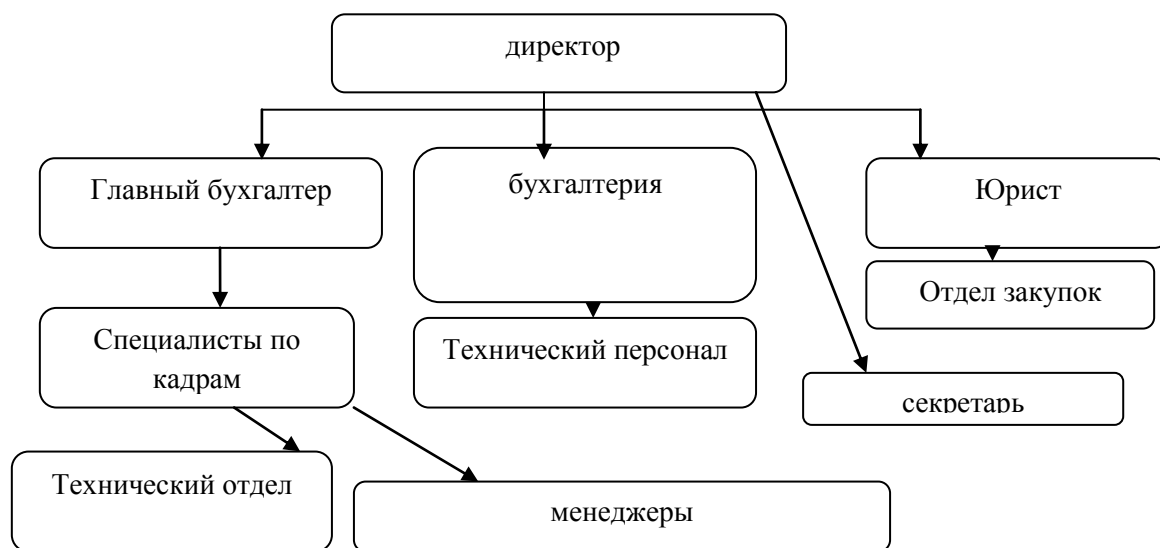 директор
Главный бухгалтер
бухгалтерия
Юрист
Отдел закупок
Специалисты по
кадрам
Технический персонал
секретарь
Технический отдел
менеджеры